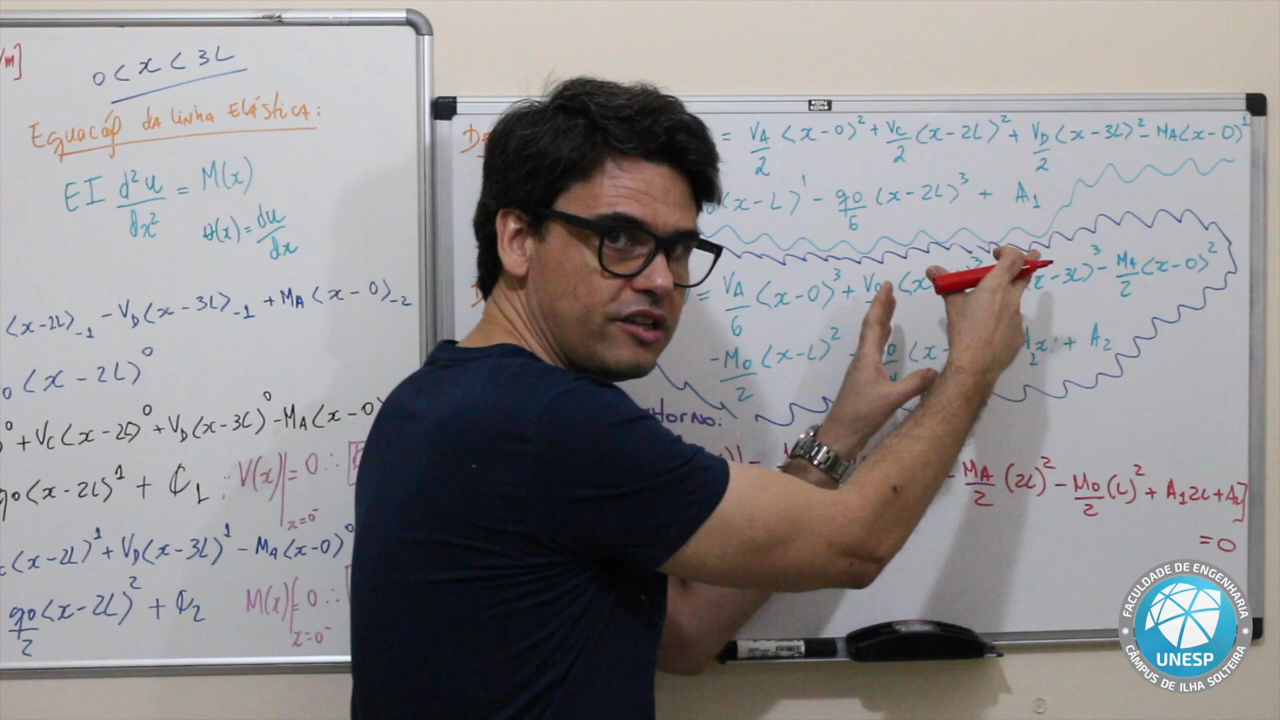 /m]
0 < x < 3L
Equação da linha Elástica:
EI d²u/dx² = M(x)
θ(x) = du/dx
⟨x-2L⟩₋₁ - V_D⟨x-3L⟩₋₁ + M_A⟨x-0⟩₋₂
⟨x-2L⟩⁰
⁰ + V_C⟨x-2L⟩⁰ + V_D⟨x-3L⟩⁰ - M_A⟨x-0⟩
q₀⟨x-2L⟩¹ + C₁ ∴ V(x)|x=0⁻ = 0 ∴
⟨x-2L⟩¹ + V_D⟨x-3L⟩¹ - M_A⟨x-0⟩⁰
q₀/2 ⟨x-2L⟩² + C₂ M(x)|x=0⁻ = 0 ∴
= V_A/2 ⟨x-0⟩² + V_C/2 ⟨x-2L⟩² + V_D/2 ⟨x-3L⟩² - M_A⟨x-0⟩¹
⟨x-L⟩¹ - q₀/6 ⟨x-2L⟩³ + A₁
= V_A/6 ⟨x-0⟩³ + ⟨x-3L⟩³ - M_A/2 ⟨x-0⟩²
- M₀/2 ⟨x-L⟩² + A₂
torno:
- M_A/2 (2L)² - M₀/2 (L)² + A₁2L + A₂]
= 0
FACULDADE DE ENGENHARIA
UNESP
CÂMPUS DE ILHA SOLTEIRA